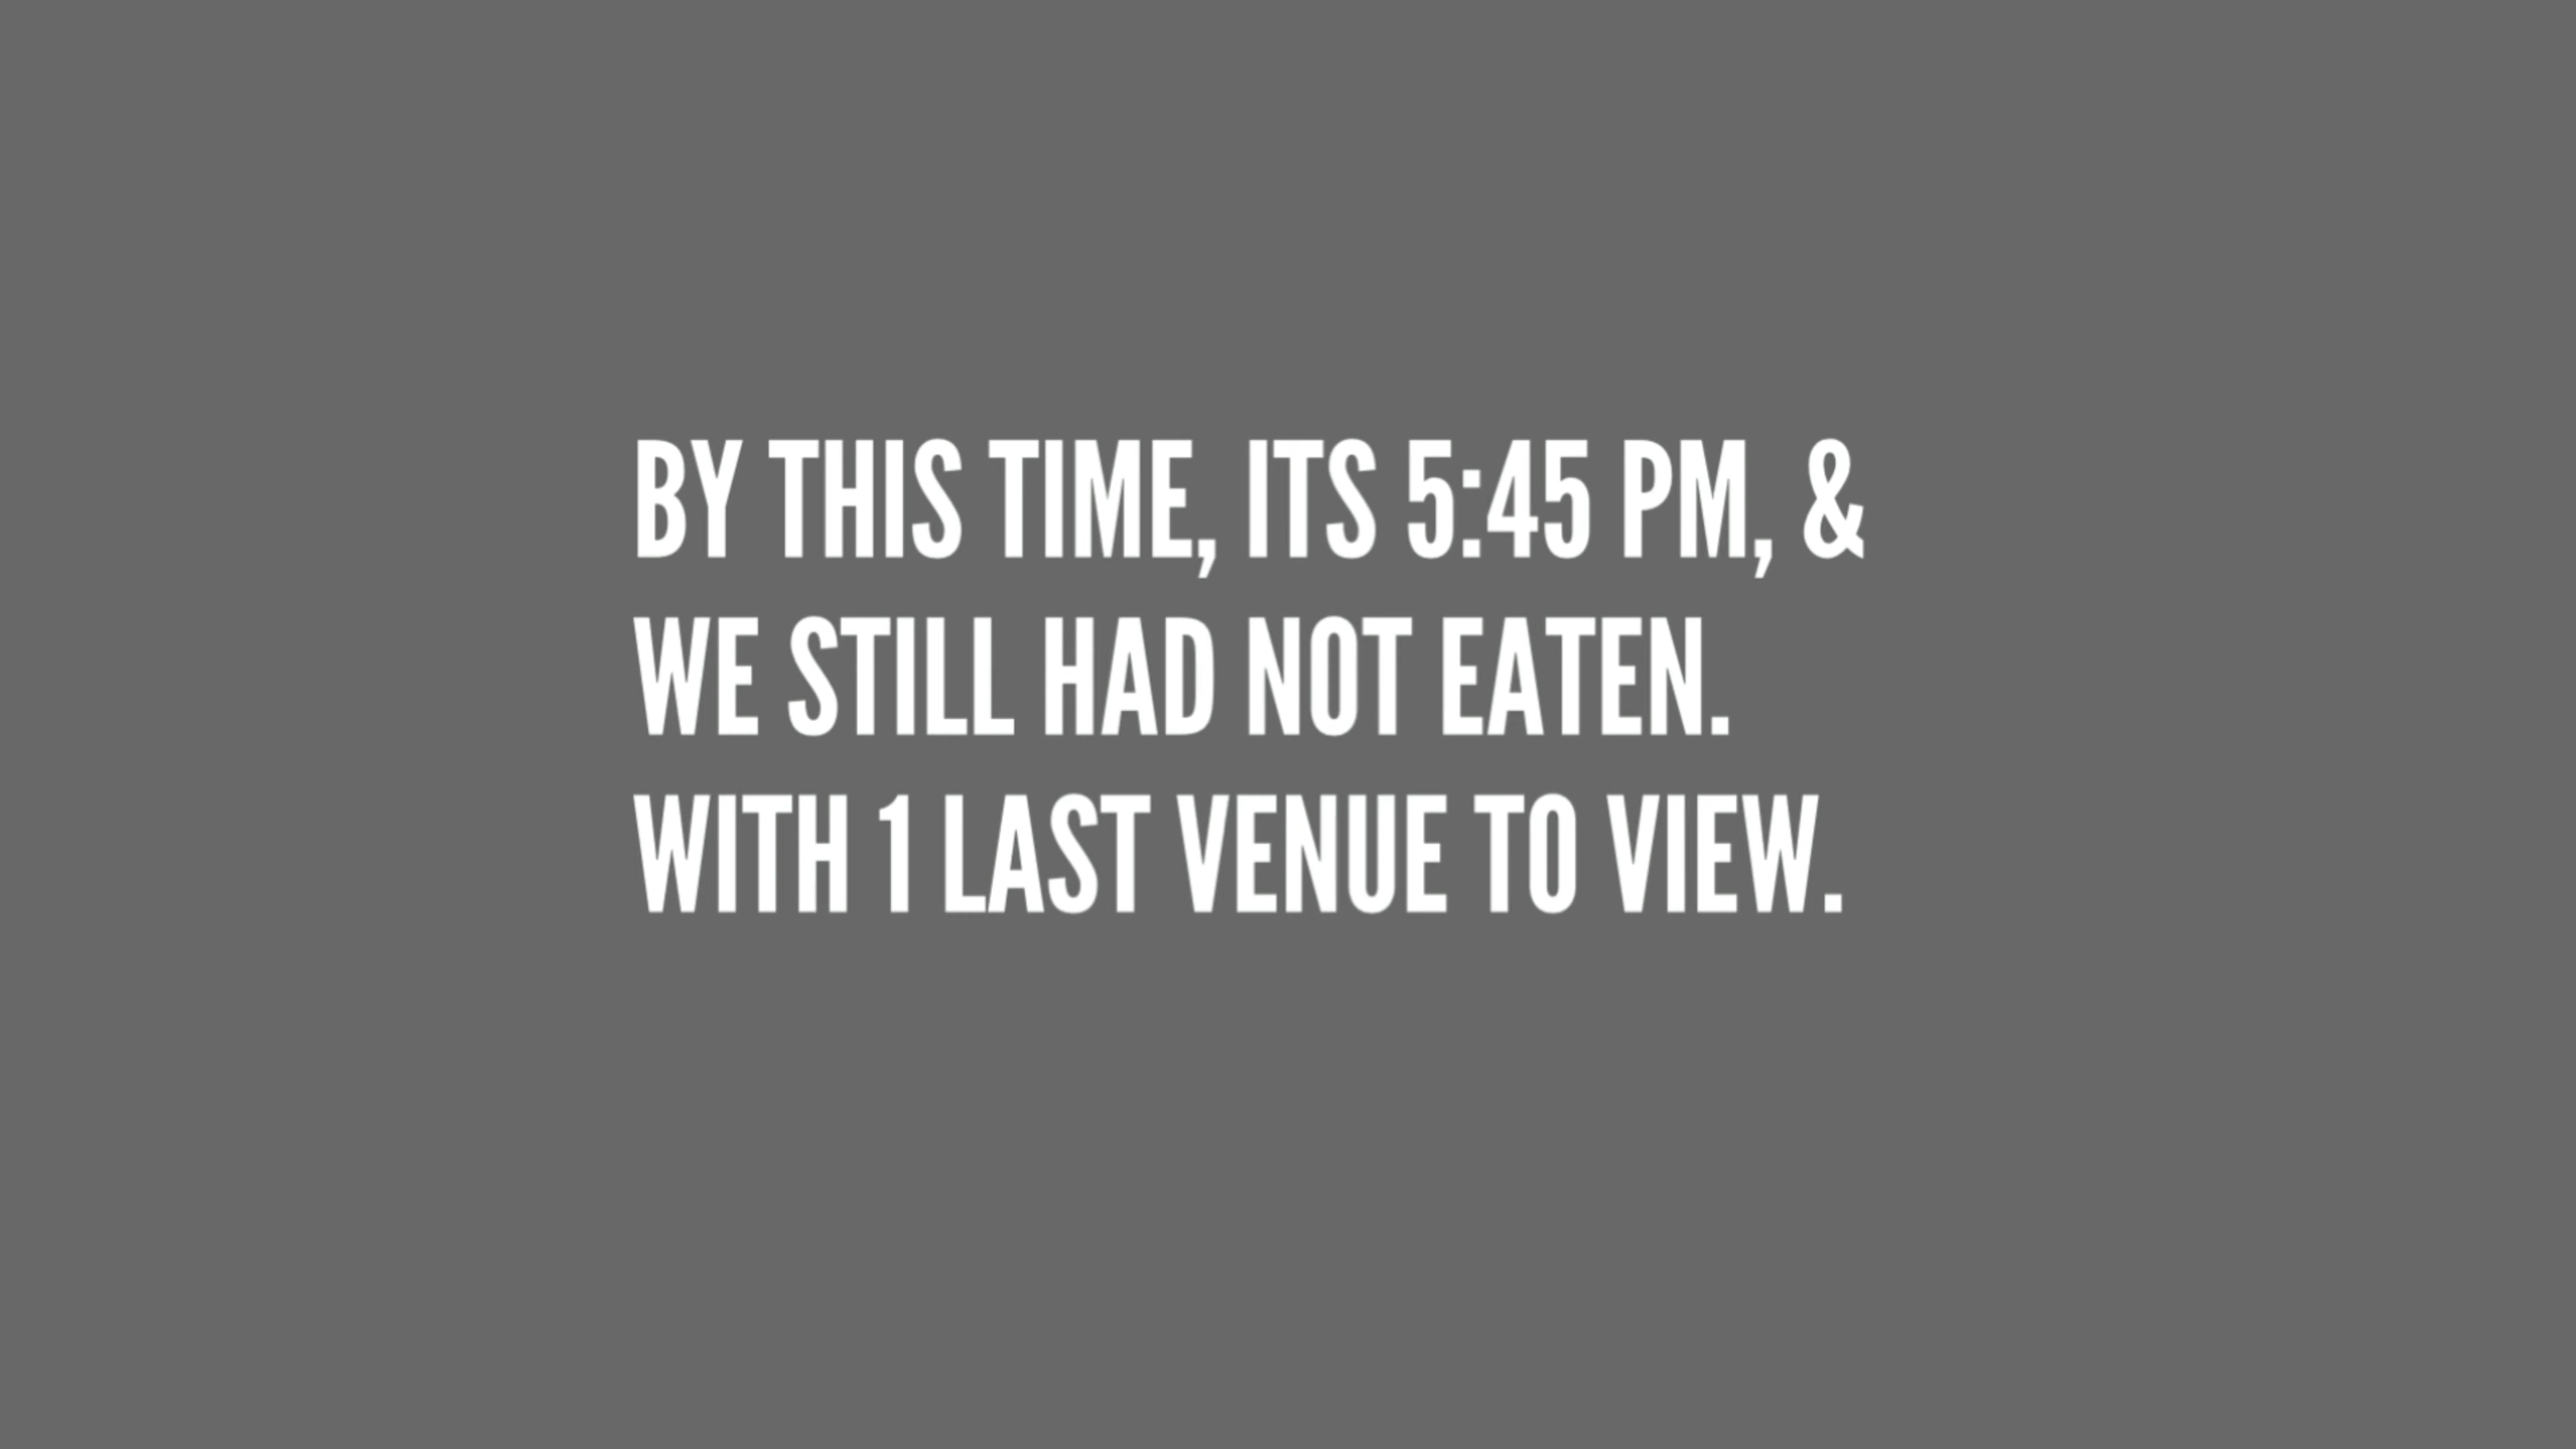 BY THIS TIME, ITS 5:45 PM, &
WE STILL HAD NOT EATEN.
WITH 1 LAST VENUE TO VIEW.